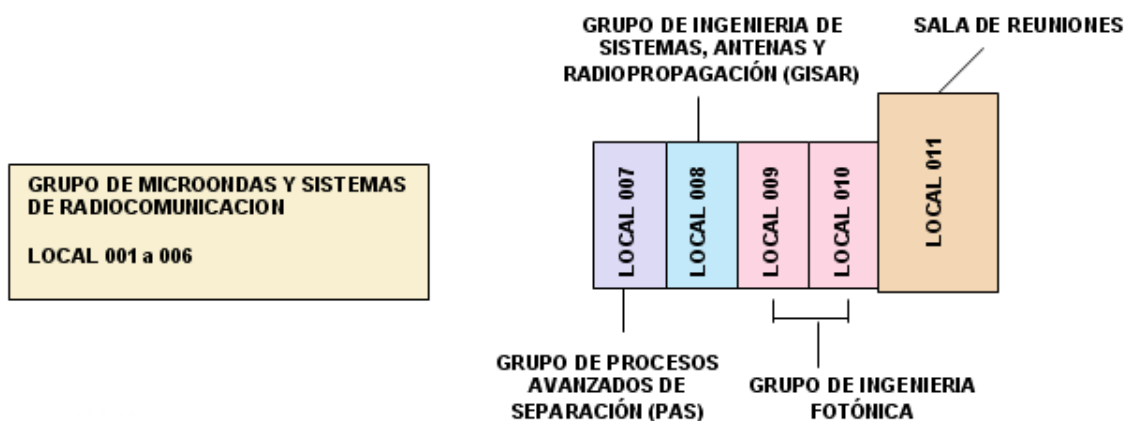 GRUPO DE INGENIERIA DE
SISTEMAS, ANTENAS Y
RADIOPROPAGACIÓN (GISAR)
SALA DE REUNIONES
GRUPO DE MICROONDAS Y SISTEMAS
DE RADIOCOMUNICACION
LOCAL 001 a 006
LOCAL 007
LOCAL 008
LOCAL 009
LOCAL 010
LOCAL 011
GRUPO DE PROCESOS
AVANZADOS DE
SEPARACIÓN (PAS)
GRUPO DE INGENIERIA
FOTÓNICA